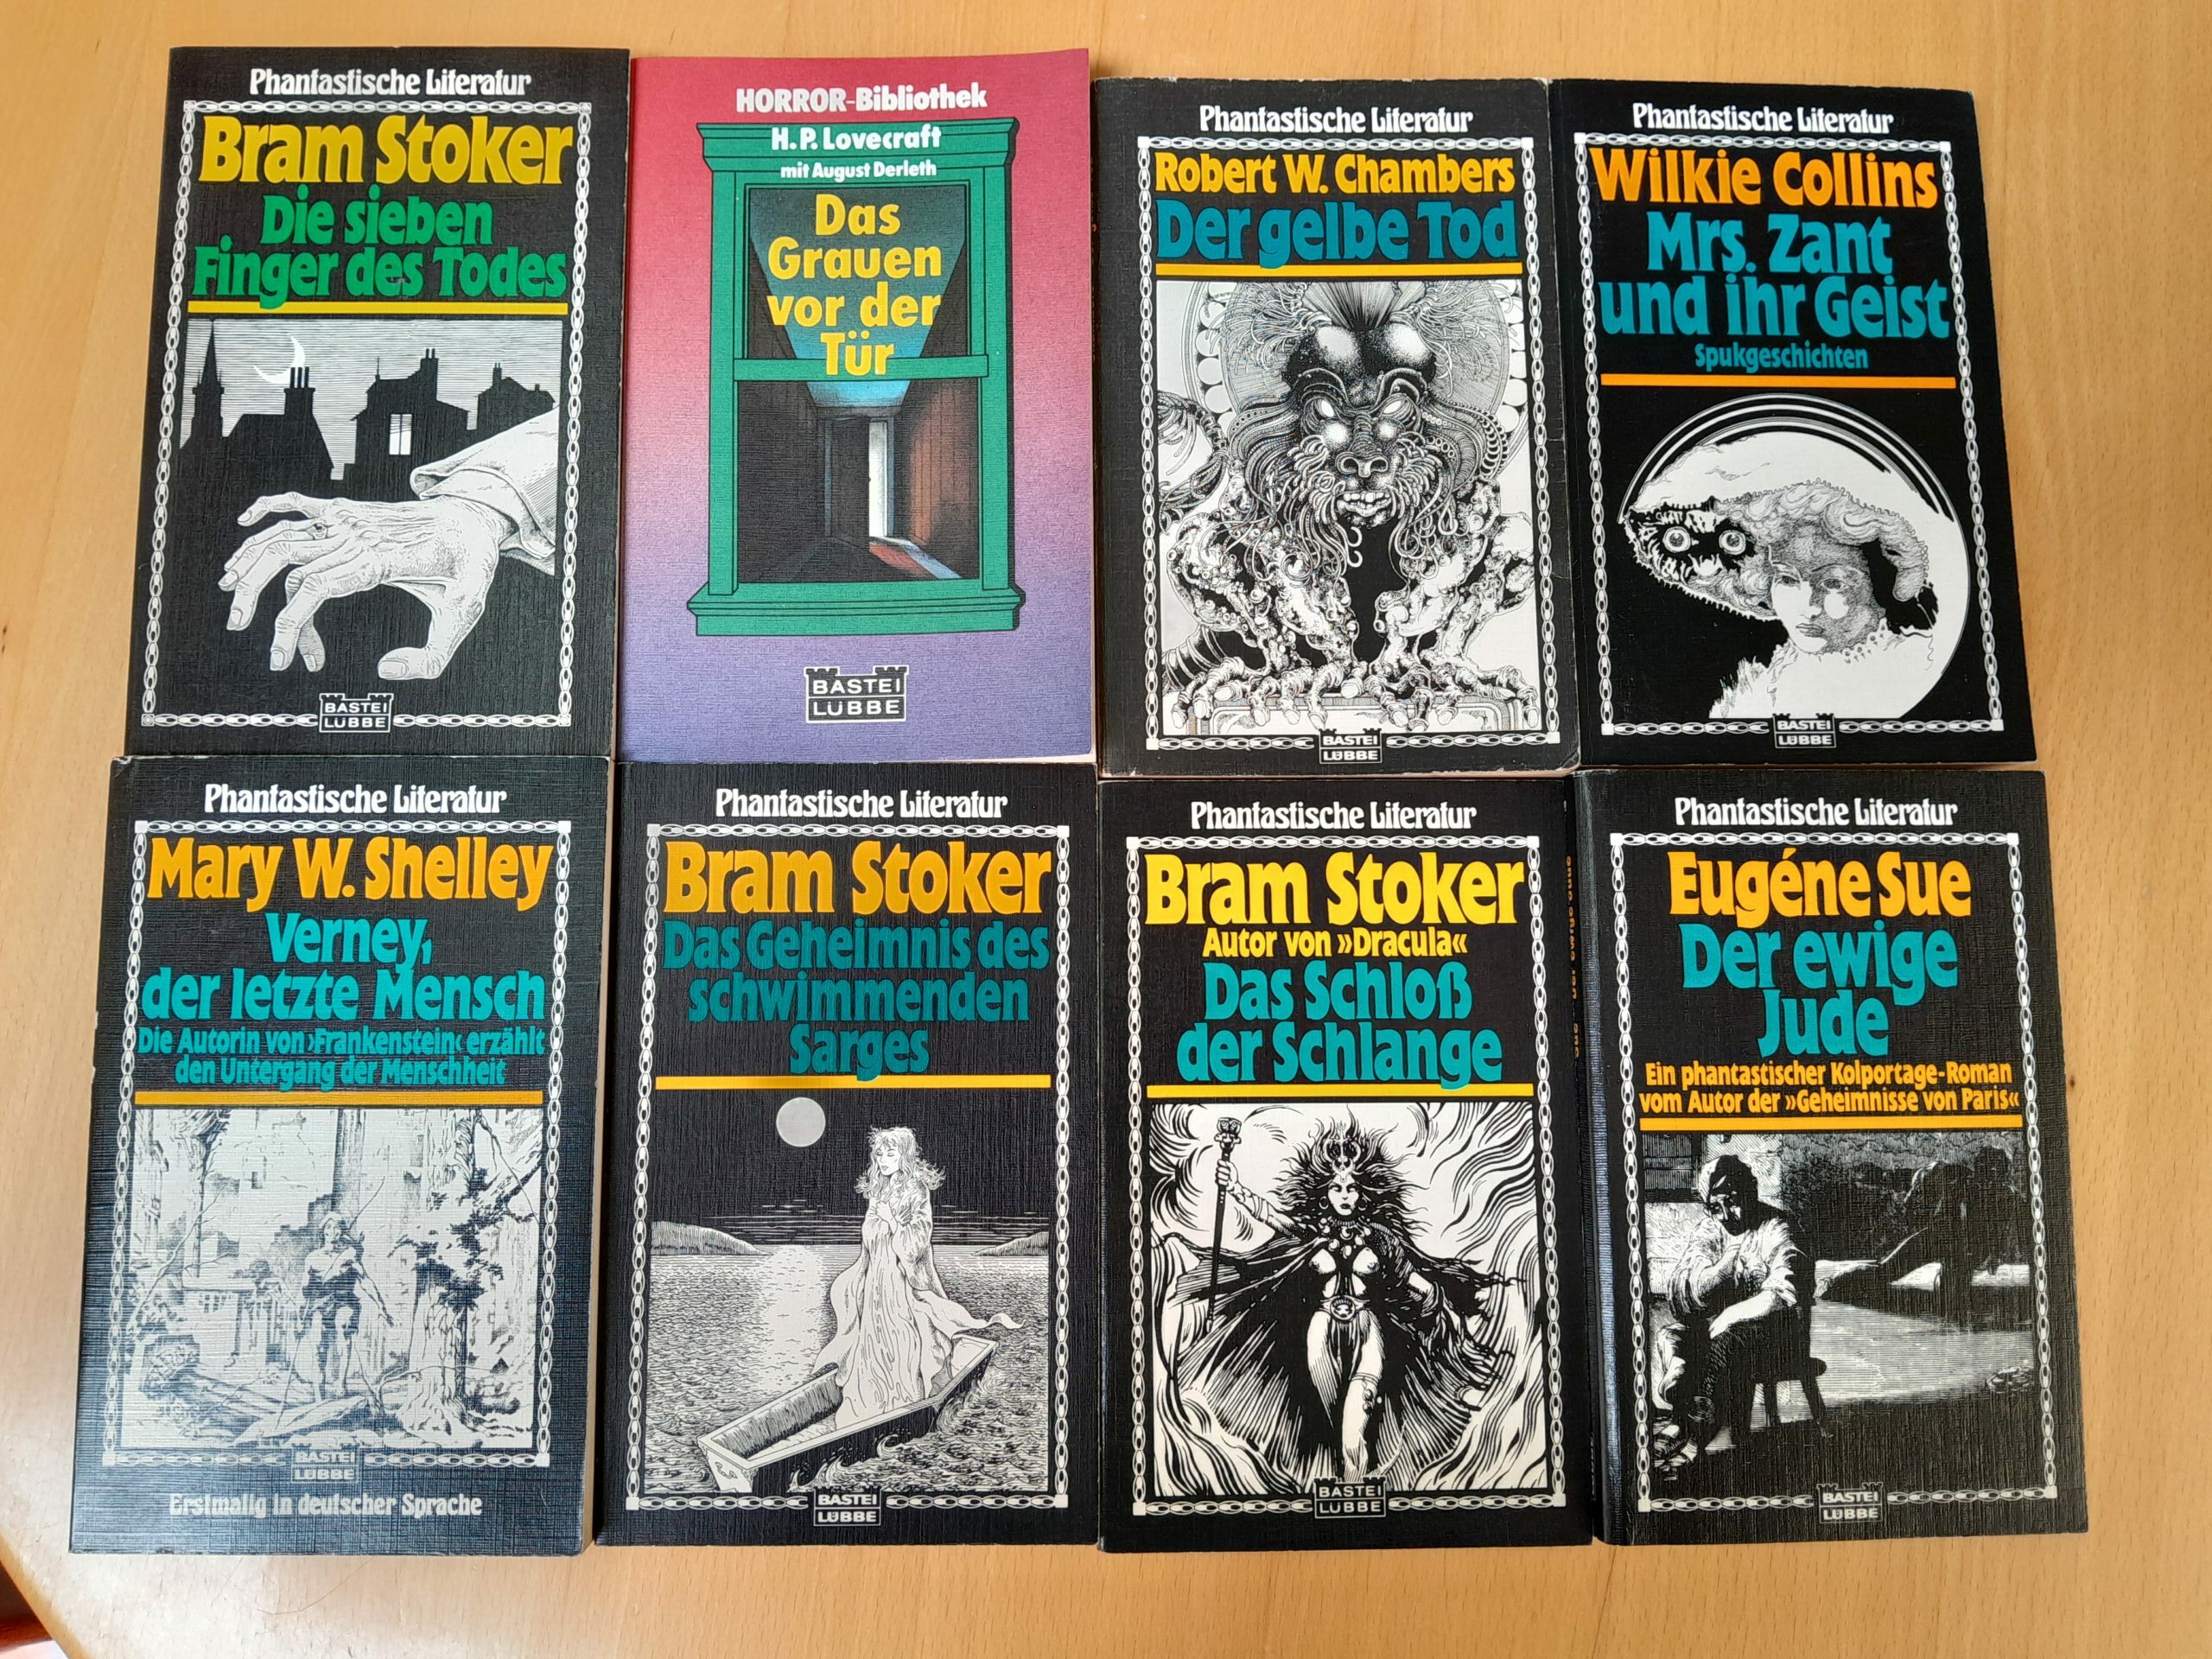 Phantastische Literatur
Bram Stoker
Die sieben
Finger des Todes
BASTEI
LÜBBE
HORROR-Bibliothek
H.P. Lovecraft
mit August Derleth
Das
Grauen
vor der
Tür
BASTEI
LÜBBE
Phantastische Literatur
Robert W. Chambers
Der gelbe Tod
BASTEI
LÜBBE
Phantastische Literatur
Wilkie Collins
Mrs. Zant
und ihr Geist
Spukgeschichten
BASTEI
LÜBBE
Phantastische Literatur
Mary W. Shelley
Verney,
der letzte Mensch
Die Autorin von ›Frankenstein‹ erzählt
den Untergang der Menschheit
BASTEI
LÜBBE
Erstmalig in deutscher Sprache
Phantastische Literatur
Bram Stoker
Das Geheimnis des
schwimmenden
Sarges
BASTEI
LÜBBE
Phantastische Literatur
Bram Stoker
Autor von »Dracula«
Das Schloß
der Schlange
BASTEI
LÜBBE
Phantastische Literatur
Eugéne Sue
Der ewige
Jude
Ein phantastischer Kolportage-Roman
vom Autor der »Geheimnisse von Paris«
BASTEI
LÜBBE